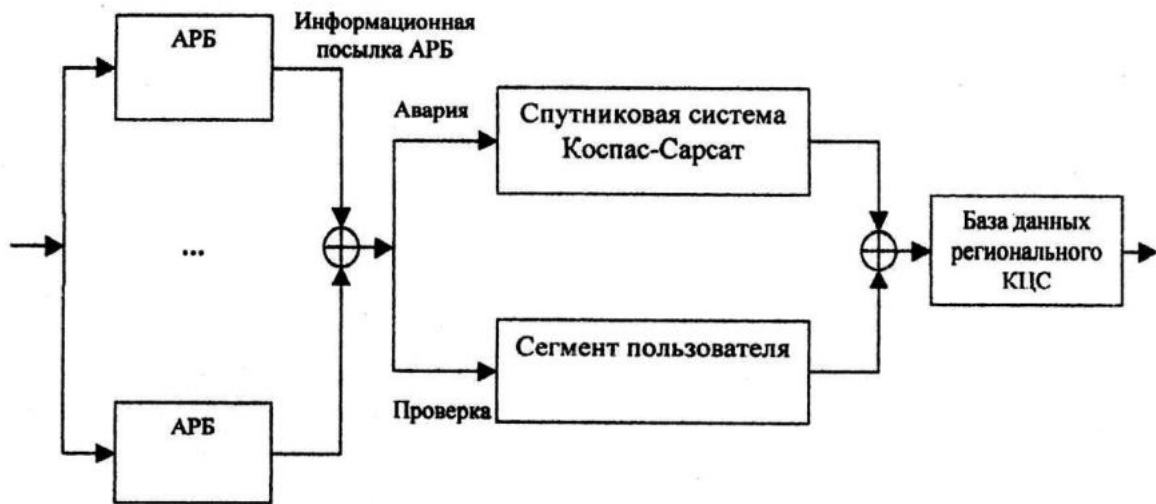 АРБ
Информационная
посылка АРБ
Авария
Спутниковая система
Коспас-Сарсат
...
База данных
регионального
КЦС
Сегмент пользователя
Проверка
АРБ